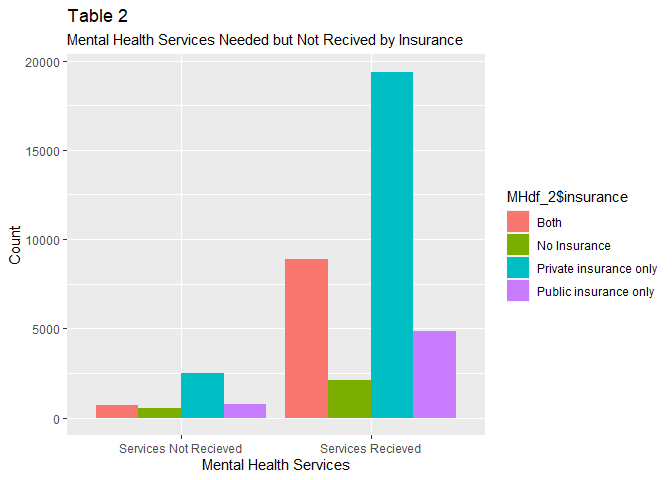 Table 2
Mental Health Services Needed but Not Recived by Insurance
20000
15000
10000
5000
0
Count
Services Not Recieved
Services Recieved
Mental Health Services
MHdf_2$insurance
Both
No Insurance
Private insurance only
Public insurance only